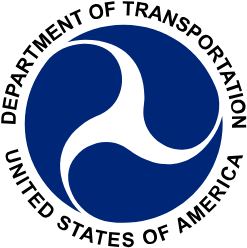 DEPARTMENT OF TRANSPORTATION
UNITED STATES OF AMERICA